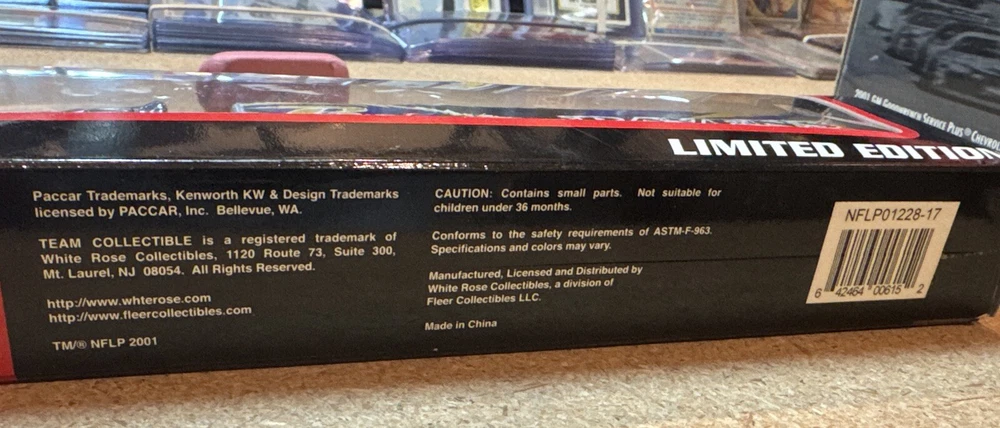 2001 GM Goodwrench Service Plus® Chevrol
LIMITED EDITION
Paccar Trademarks, Kenworth KW & Design Trademarks
licensed by PACCAR, Inc. Bellevue, WA.
TEAM COLLECTIBLE is a registered trademark of
White Rose Collectibles, 1120 Route 73, Suite 300,
Mt. Laurel, NJ 08054. All Rights Reserved.
http://www.whterose.com
http://www.fleercollectibles.com
TM/® NFLP 2001
CAUTION: Contains small parts. Not suitable for
children under 36 months.
Conforms to the safety requirements of ASTM-F-963.
Specifications and colors may vary.
Manufactured, Licensed and Distributed by
White Rose Collectibles, a division of
Fleer Collectibles LLC.
Made in China
NFLP01228-17
6 42464 00615 2